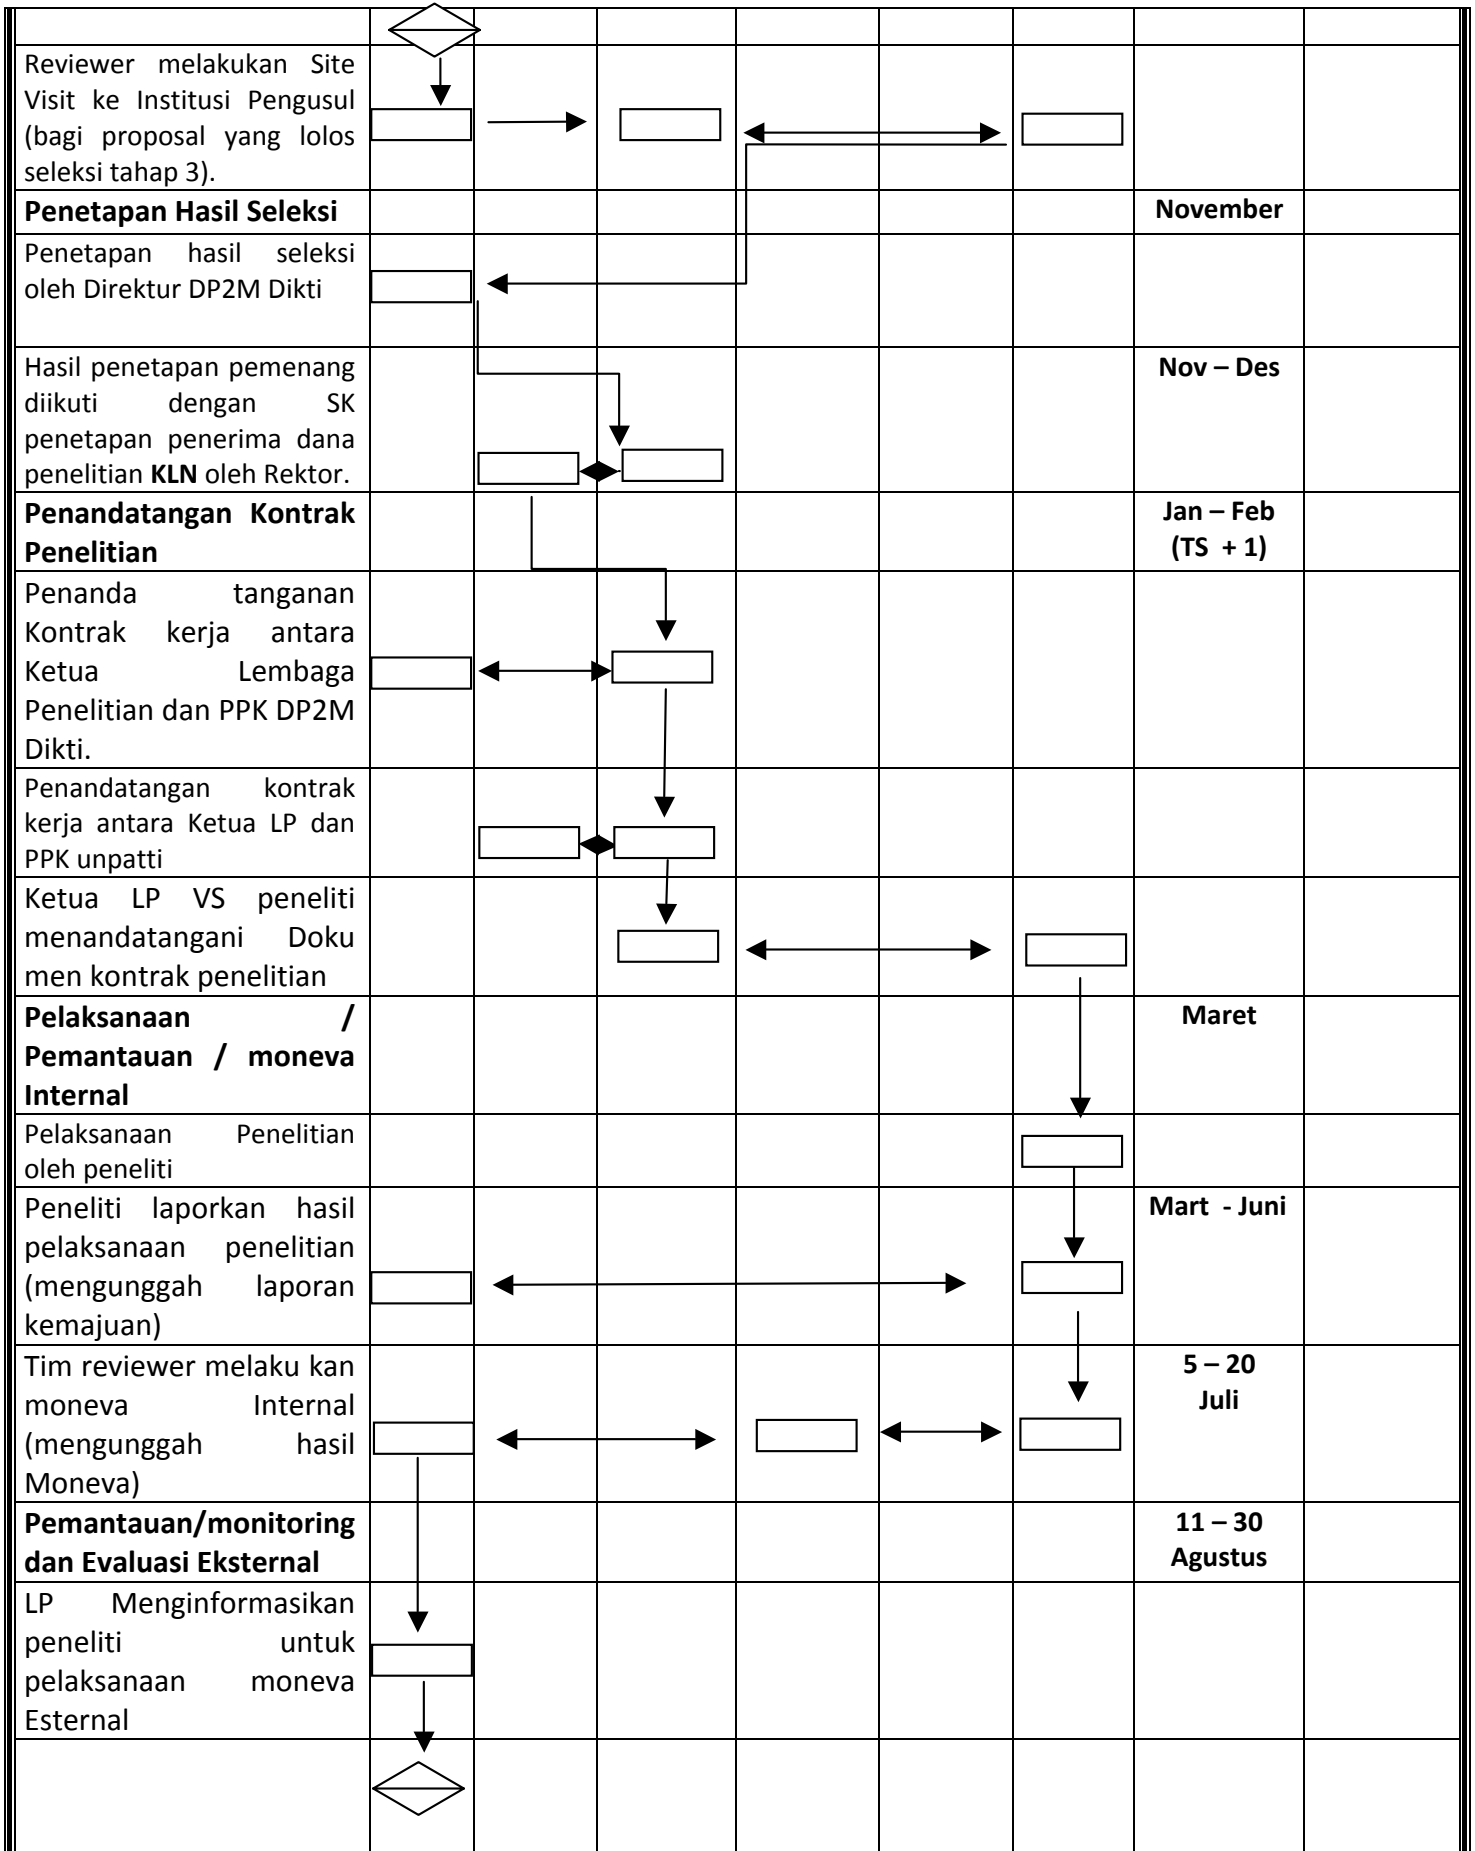 Reviewer melakukan Site
Visit ke Institusi Pengusul
(bagi proposal yang lolos
seleksi tahap 3).
Penetapan Hasil Seleksi
November
Penetapan hasil seleksi
oleh Direktur DP2M Dikti
Hasil penetapan pemenang
diikuti dengan SK
penetapan penerima dana
penelitian KLN oleh Rektor.
Nov – Des
Penandatangan Kontrak
Penelitian
Jan – Feb
(TS + 1)
Penanda tanganan
Kontrak kerja antara
Ketua Lembaga
Penelitian dan PPK DP2M
Dikti.
Penandatangan kontrak
kerja antara Ketua LP dan
PPK unpatti
Ketua LP VS peneliti
menandatangani Doku
men kontrak penelitian
Pelaksanaan /
Pemantauan / moneva
Internal
Maret
Pelaksanaan Penelitian
oleh peneliti
Peneliti laporkan hasil
pelaksanaan penelitian
(mengunggah laporan
kemajuan)
Mart - Juni
Tim reviewer melaku kan
moneva Internal
(mengunggah hasil
Moneva)
5 – 20
Juli
Pemantauan/monitoring
dan Evaluasi Eksternal
11 – 30
Agustus
LP Menginformasikan
peneliti untuk
pelaksanaan moneva
Esternal